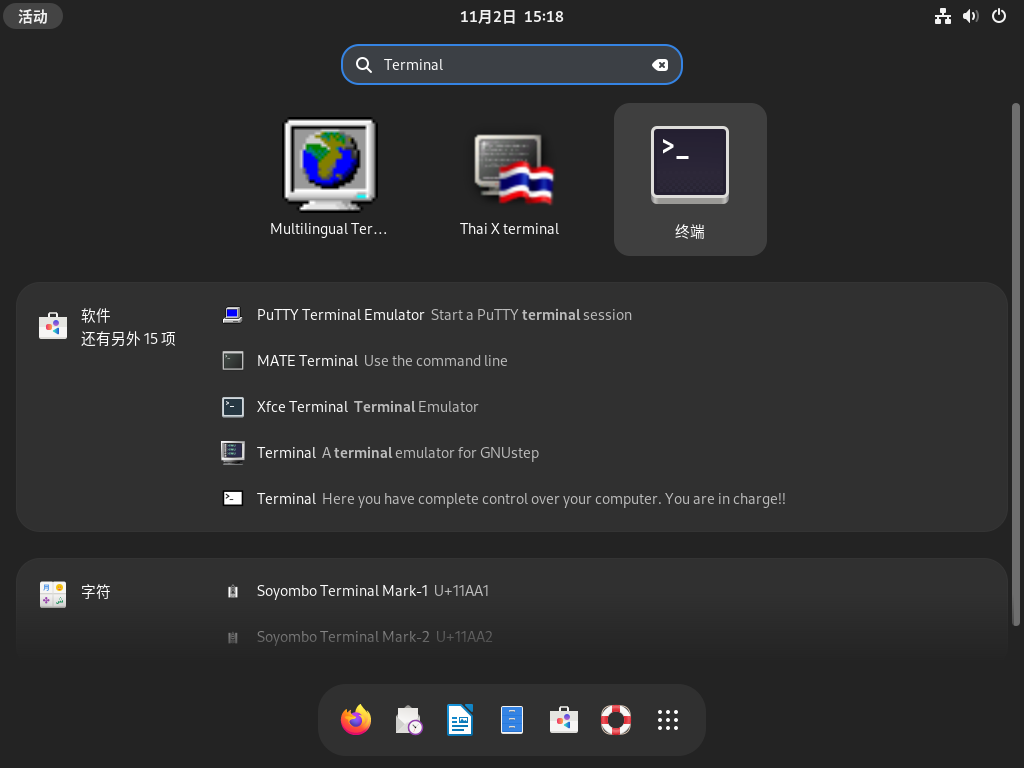 活动
11月2日 15:18
Terminal
Multilingual Ter…
Thai X terminal
终端
软件
还有另外 15 项
PuTTY Terminal Emulator Start a PuTTY terminal session
MATE Terminal Use the command line
Xfce Terminal Terminal Emulator
Terminal A terminal emulator for GNUstep
Terminal Here you have complete control over your computer. You are in charge!!
字符
Soyombo Terminal Mark-1 U+11AA1
Soyombo Terminal Mark-2 U+11AA2